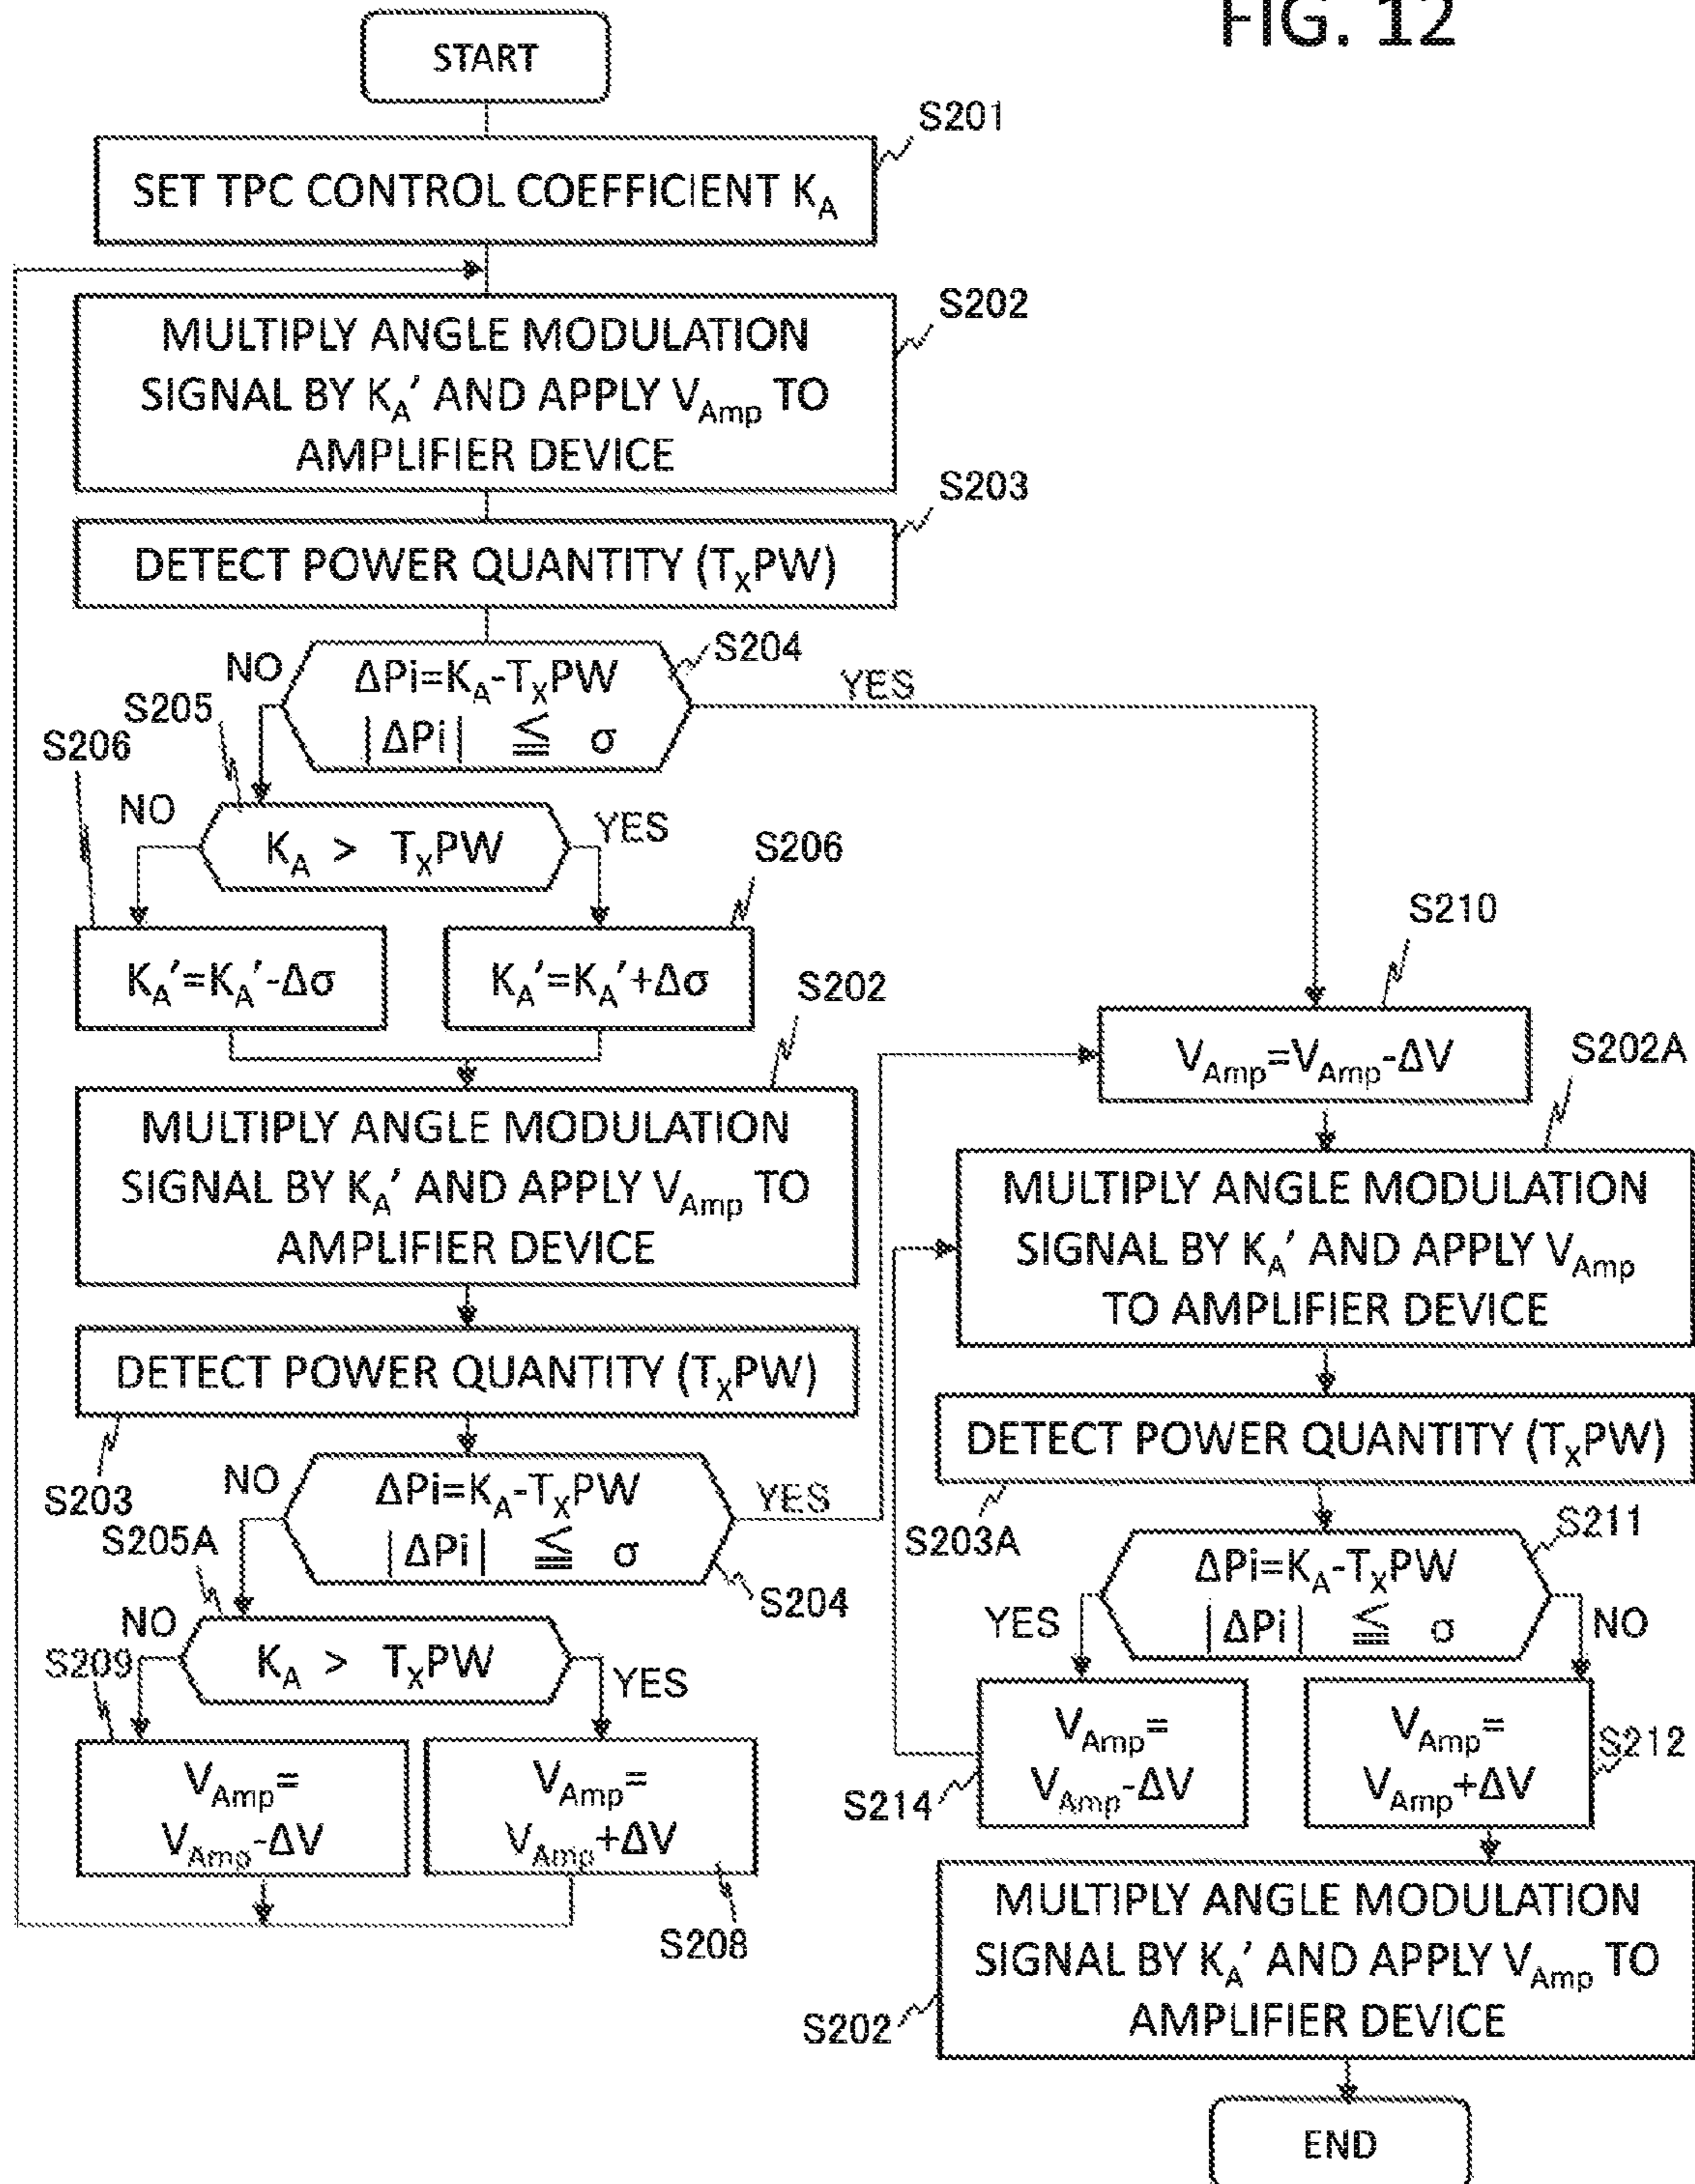 FIG. 12
START
S201
SET TPC CONTROL COEFFICIENT K_A
S202
MULTIPLY ANGLE MODULATION
SIGNAL BY K_A' AND APPLY V_Amp TO
AMPLIFIER DEVICE
S203
DETECT POWER QUANTITY (T_XPW)
S204
NO
ΔPi=K_A-T_XPW
|ΔPi| ≦ σ
YES
S205
S206
NO
K_A > T_XPW
YES
S206
K_A'=K_A'-Δσ
K_A'=K_A'+Δσ
S202
MULTIPLY ANGLE MODULATION
SIGNAL BY K_A' AND APPLY V_Amp TO
AMPLIFIER DEVICE
DETECT POWER QUANTITY (T_XPW)
S203
NO
ΔPi=K_A-T_XPW
|ΔPi| ≦ σ
YES
S204
S205A
NO
K_A > T_XPW
YES
S209
V_Amp=
V_Amp-ΔV
V_Amp=
V_Amp+ΔV
S208
S210
V_Amp=V_Amp-ΔV
S202A
MULTIPLY ANGLE MODULATION
SIGNAL BY K_A' AND APPLY V_Amp
TO AMPLIFIER DEVICE
DETECT POWER QUANTITY (T_XPW)
S203A
S211
ΔPi=K_A-T_XPW
|ΔPi| ≦ σ
YES
NO
V_Amp=
V_Amp-ΔV
S214
V_Amp=
V_Amp+ΔV
S212
MULTIPLY ANGLE MODULATION
SIGNAL BY K_A' AND APPLY V_Amp TO
AMPLIFIER DEVICE
S202
END